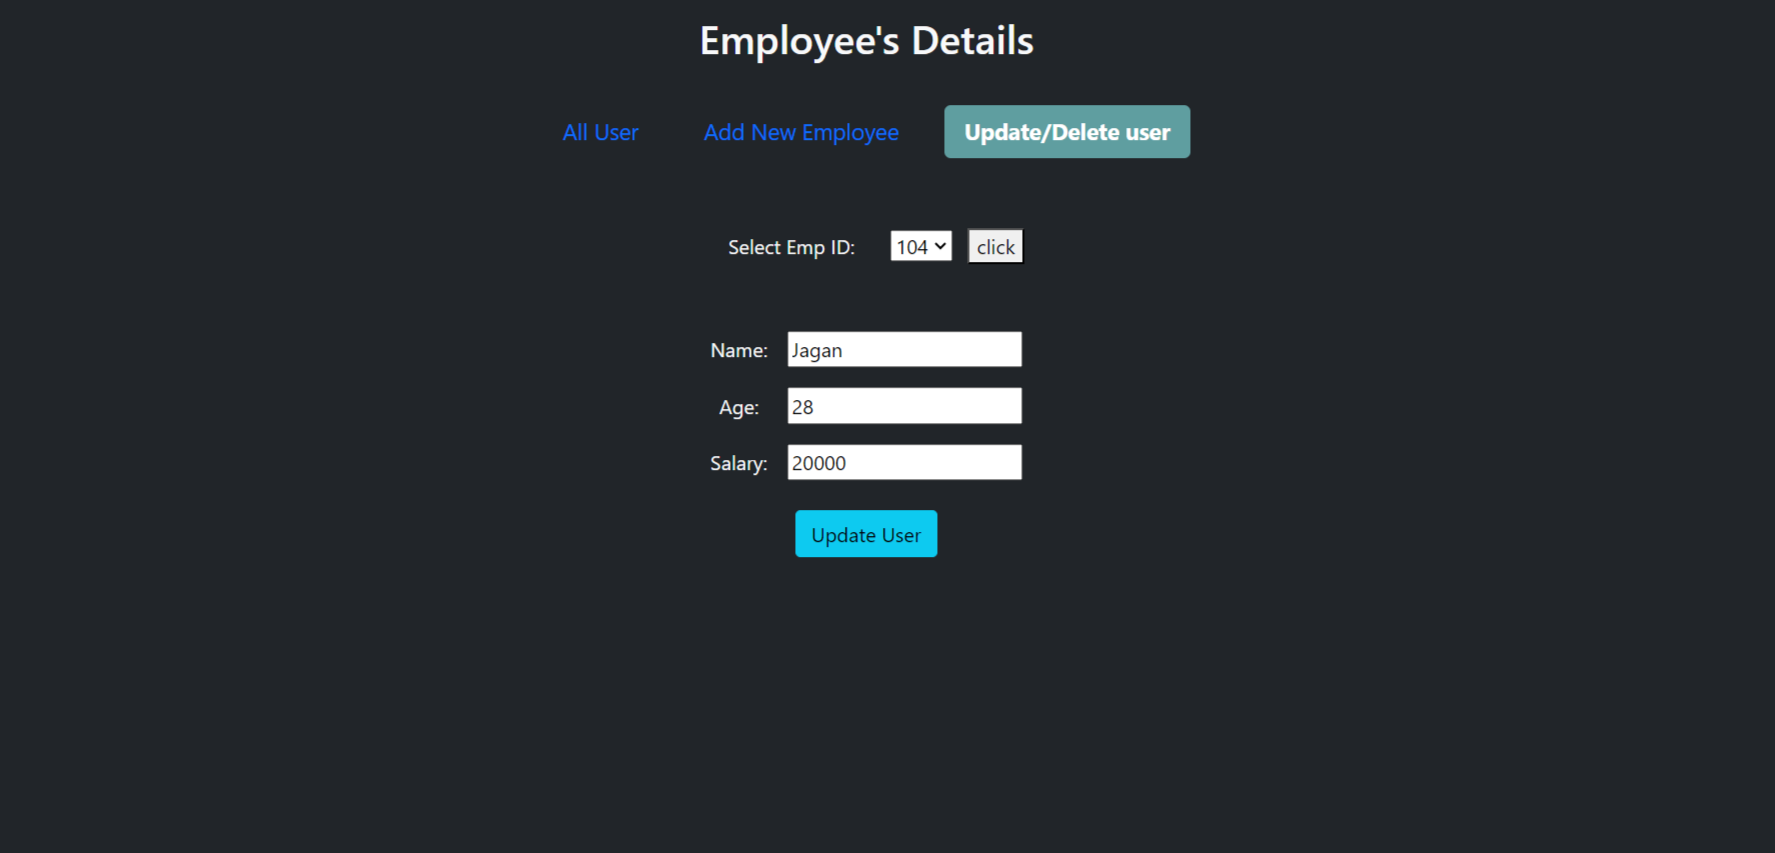 Employee's Details
All User Add New Employee Update/Delete user
Select Emp ID: 104 click
Name: Jagan
Age: 28
Salary: 20000
Update User